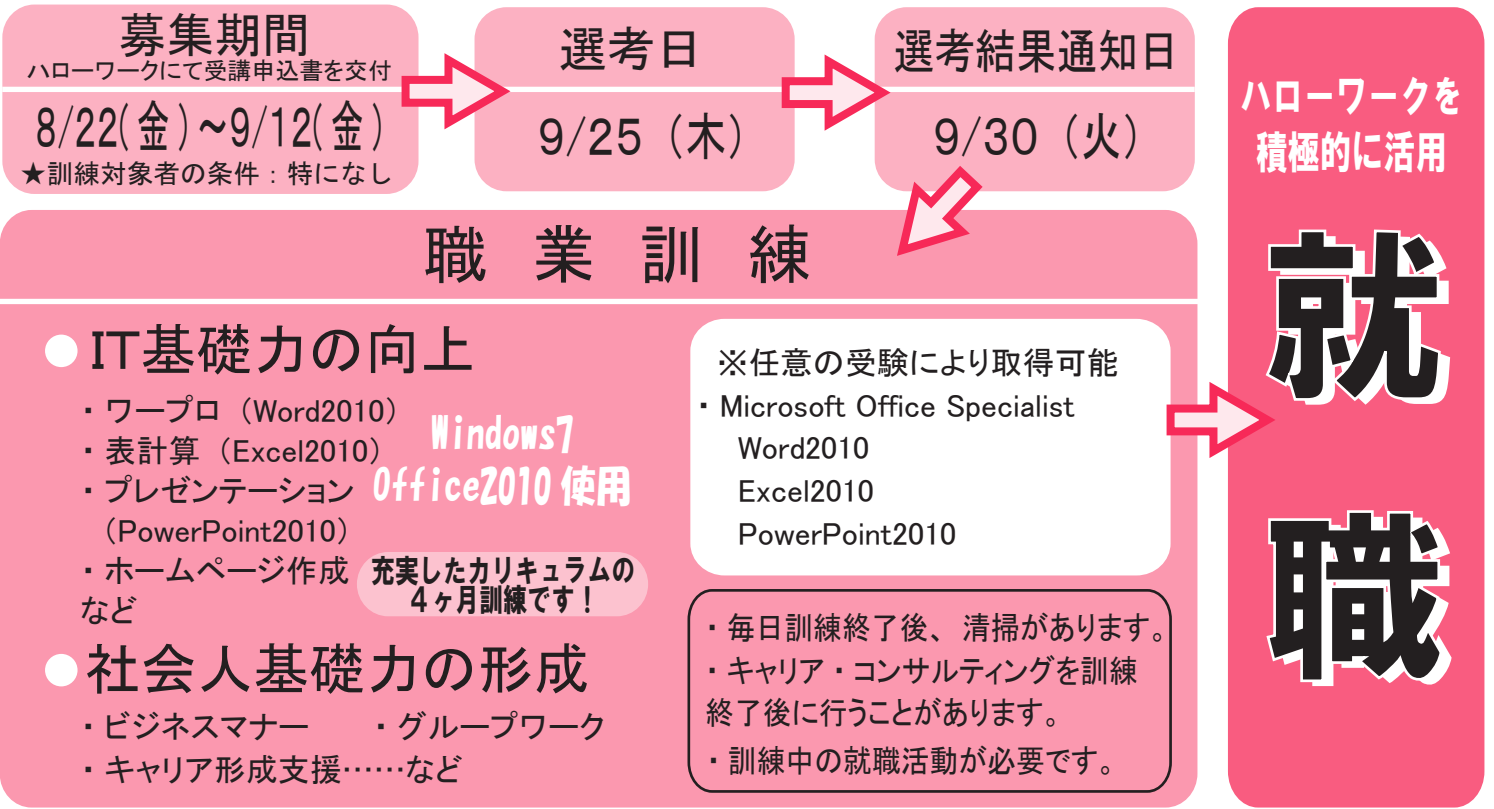 募集期間
ハローワークにて受講申込書を交付
8/22(金)～9/12(金)
★訓練対象者の条件：特になし
選考日
9/25（木）
選考結果通知日
9/30（火）
職業訓練
●IT基礎力の向上
・ワープロ（Word2010）
・表計算（Excel2010）
・プレゼンテーション
（PowerPoint2010）
・ホームページ作成
など
Windows7
Office2010使用
充実したカリキュラムの
４ヶ月訓練です！
●社会人基礎力の形成
・ビジネスマナー　・グループワーク
・キャリア形成支援……など
※任意の受験により取得可能
・Microsoft Office Specialist
Word2010
Excel2010
PowerPoint2010
・毎日訓練終了後、清掃があります。
・キャリア・コンサルティングを訓練
終了後に行うことがあります。
・訓練中の就職活動が必要です。
ハローワークを
積極的に活用
就職